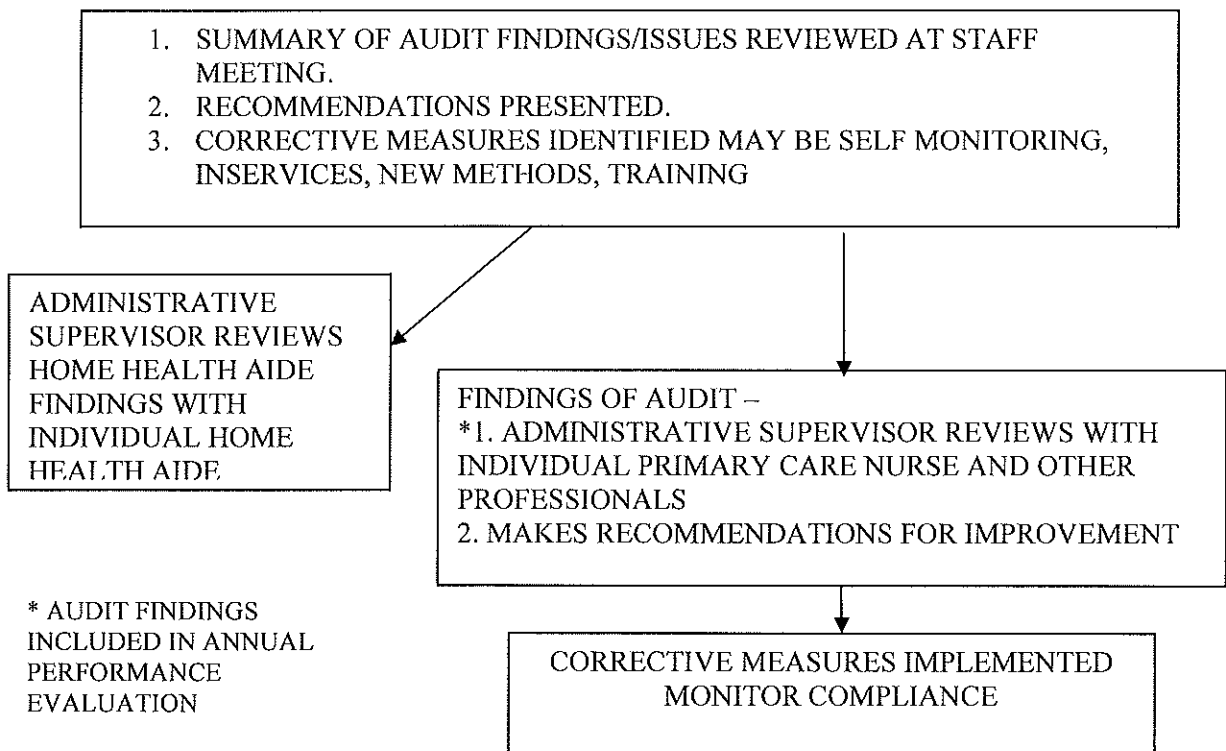 1. SUMMARY OF AUDIT FINDINGS/ISSUES REVIEWED AT STAFF
MEETING.
2. RECOMMENDATIONS PRESENTED.
3. CORRECTIVE MEASURES IDENTIFIED MAY BE SELF MONITORING,
INSERVICES, NEW METHODS, TRAINING
ADMINISTRATIVE
SUPERVISOR REVIEWS
HOME HEALTH AIDE
FINDINGS WITH
INDIVIDUAL HOME
HEALTH AIDE
FINDINGS OF AUDIT –
*1. ADMINISTRATIVE SUPERVISOR REVIEWS WITH
INDIVIDUAL PRIMARY CARE NURSE AND OTHER
PROFESSIONALS
2. MAKES RECOMMENDATIONS FOR IMPROVEMENT
* AUDIT FINDINGS
INCLUDED IN ANNUAL
PERFORMANCE
EVALUATION
CORRECTIVE MEASURES IMPLEMENTED
MONITOR COMPLIANCE